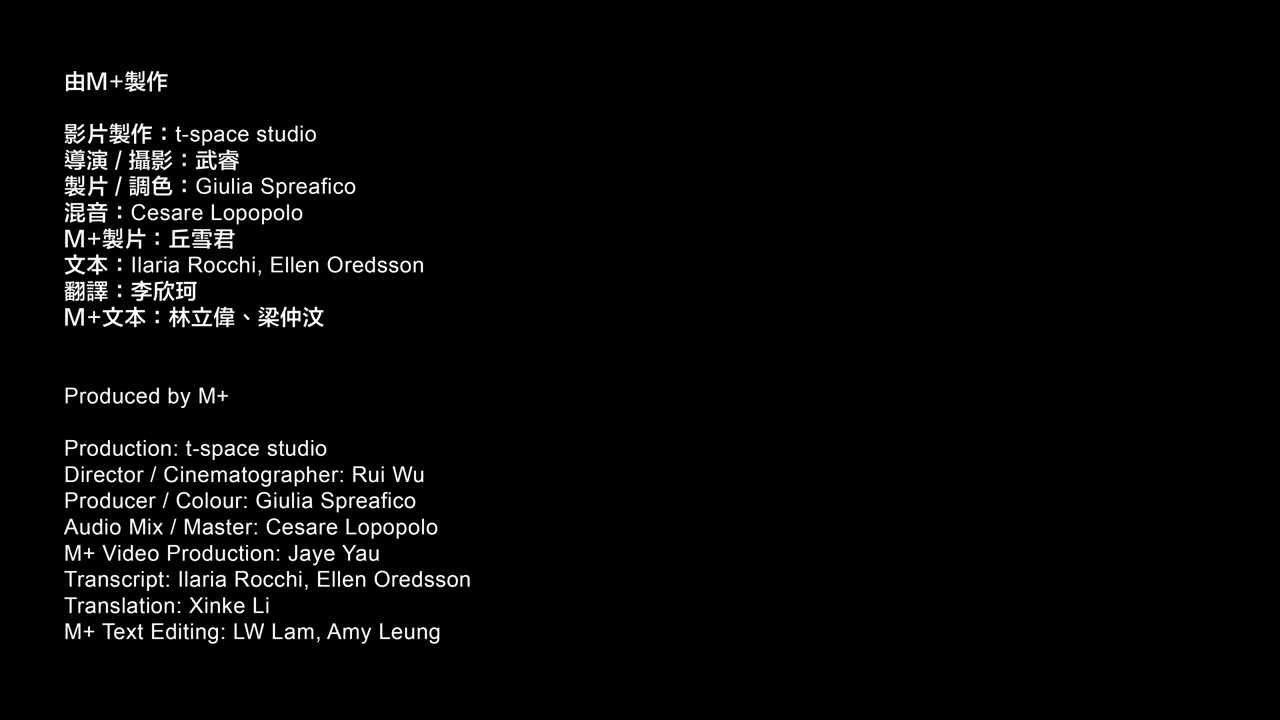 由M+製作
影片製作：t-space studio
導演 / 攝影：武睿
製片 / 調色：Giulia Spreafico
混音：Cesare Lopopolo
M+製片：丘雪君
文本：Ilaria Rocchi, Ellen Oredsson
翻譯：李欣珂
M+文本：林立偉、梁仲汶
Produced by M+
Production: t-space studio
Director / Cinematographer: Rui Wu
Producer / Colour: Giulia Spreafico
Audio Mix / Master: Cesare Lopopolo
M+ Video Production: Jaye Yau
Transcript: Ilaria Rocchi, Ellen Oredsson
Translation: Xinke Li
M+ Text Editing: LW Lam, Amy Leung